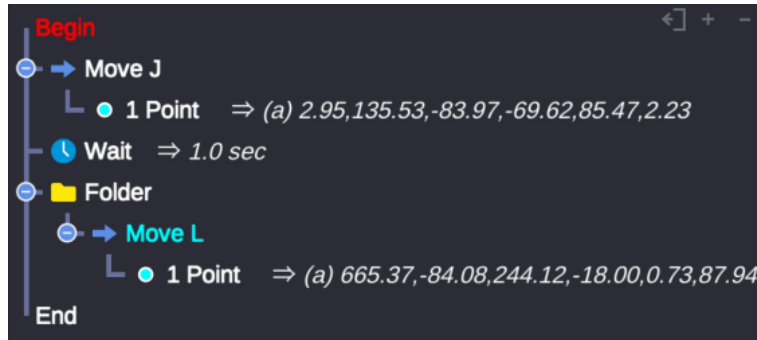 Begin
Move J
1 Point ⇒ (a) 2.95,135.53,-83.97,-69.62,85.47,2.23
Wait ⇒ 1.0 sec
Folder
Move L
1 Point ⇒ (a) 665.37,-84.08,244.12,-18.00,0.73,87.94
End